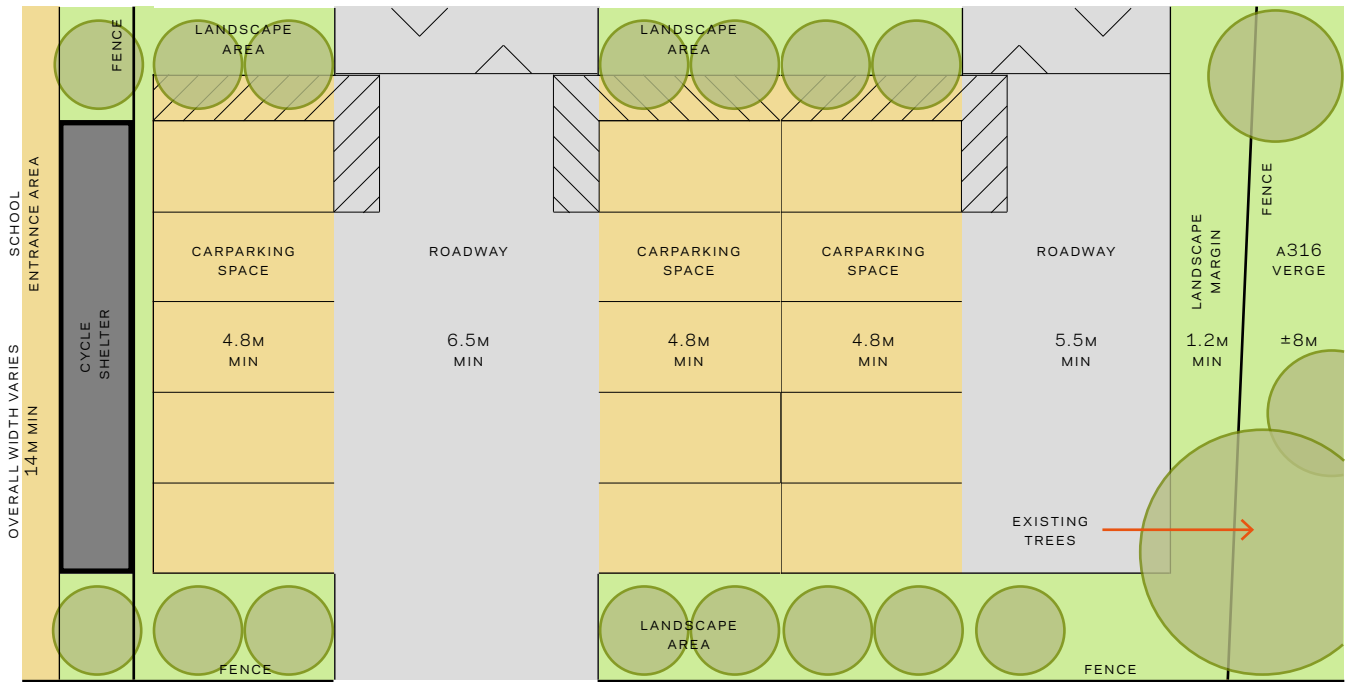 FENCE
LANDSCAPE
AREA
LANDSCAPE
AREA
SCHOOL
ENTRANCE AREA
OVERALL WIDTH VARIES
14M MIN
CYCLE
SHELTER
CARPARKING
SPACE
ROADWAY
CARPARKING
SPACE
CARPARKING
SPACE
ROADWAY
LANDSCAPE
MARGIN
FENCE
A316
VERGE
4.8M
MIN
6.5M
MIN
4.8M
MIN
4.8M
MIN
5.5M
MIN
1.2M
MIN
±8M
EXISTING
TREES
LANDSCAPE
AREA
FENCE
FENCE